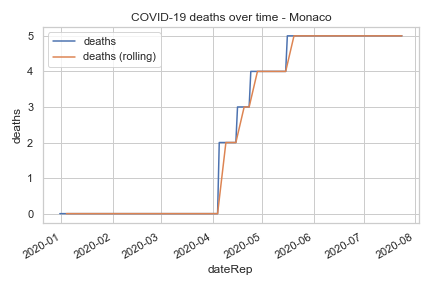 COVID-19 deaths over time - Monaco
deaths
deaths (rolling)
5
4
3
2
1
0
deaths
2020-01
2020-02
2020-03
2020-04
2020-05
2020-06
2020-07
2020-08
dateRep